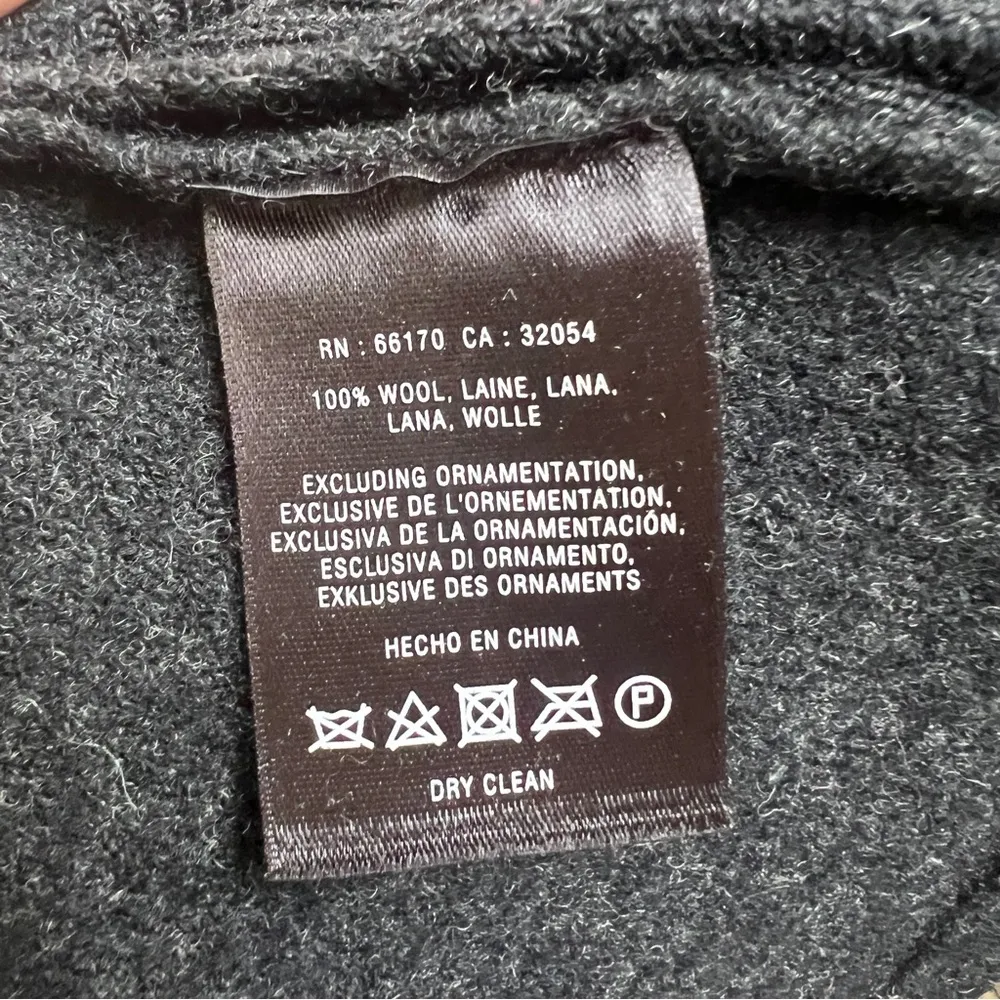 RN : 66170 CA : 32054
100% WOOL, LAINE, LANA,
LANA, WOLLE
EXCLUDING ORNAMENTATION,
EXCLUSIVE DE L'ORNEMENTATION,
EXCLUSIVA DE LA ORNAMENTACIÓN,
ESCLUSIVA DI ORNAMENTO,
EXKLUSIVE DES ORNAMENTS
HECHO EN CHINA
P
DRY CLEAN